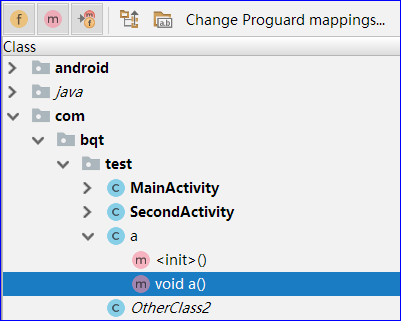 f m m f a.b Change Proguard mappings...
Class
android
java
com
bqt
test
C MainActivity
C SecondActivity
C a
m <init>()
m void a()
C OtherClass2